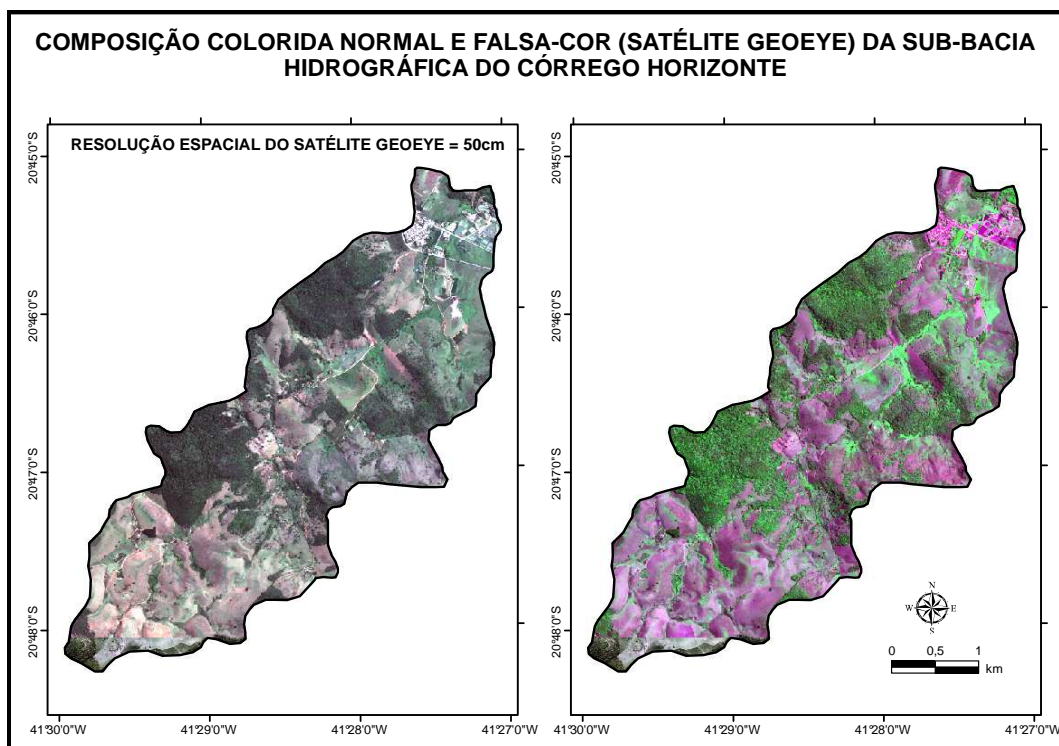 COMPOSIÇÃO COLORIDA NORMAL E FALSA-COR (SATÉLITE GEOEYE) DA SUB-BACIA
HIDROGRÁFICA DO CÓRREGO HORIZONTE
RESOLUÇÃO ESPACIAL DO SATÉLITE GEOEYE = 50cm
20°45'0"S
20°46'0"S
20°47'0"S
20°48'0"S
41°30'0"W
41°29'0"W
41°28'0"W
41°27'0"W
20°45'0"S
20°46'0"S
20°47'0"S
20°48'0"S
N
W
E
S
0 0,5 1
km
41°30'0"W
41°29'0"W
41°28'0"W
41°27'0"W